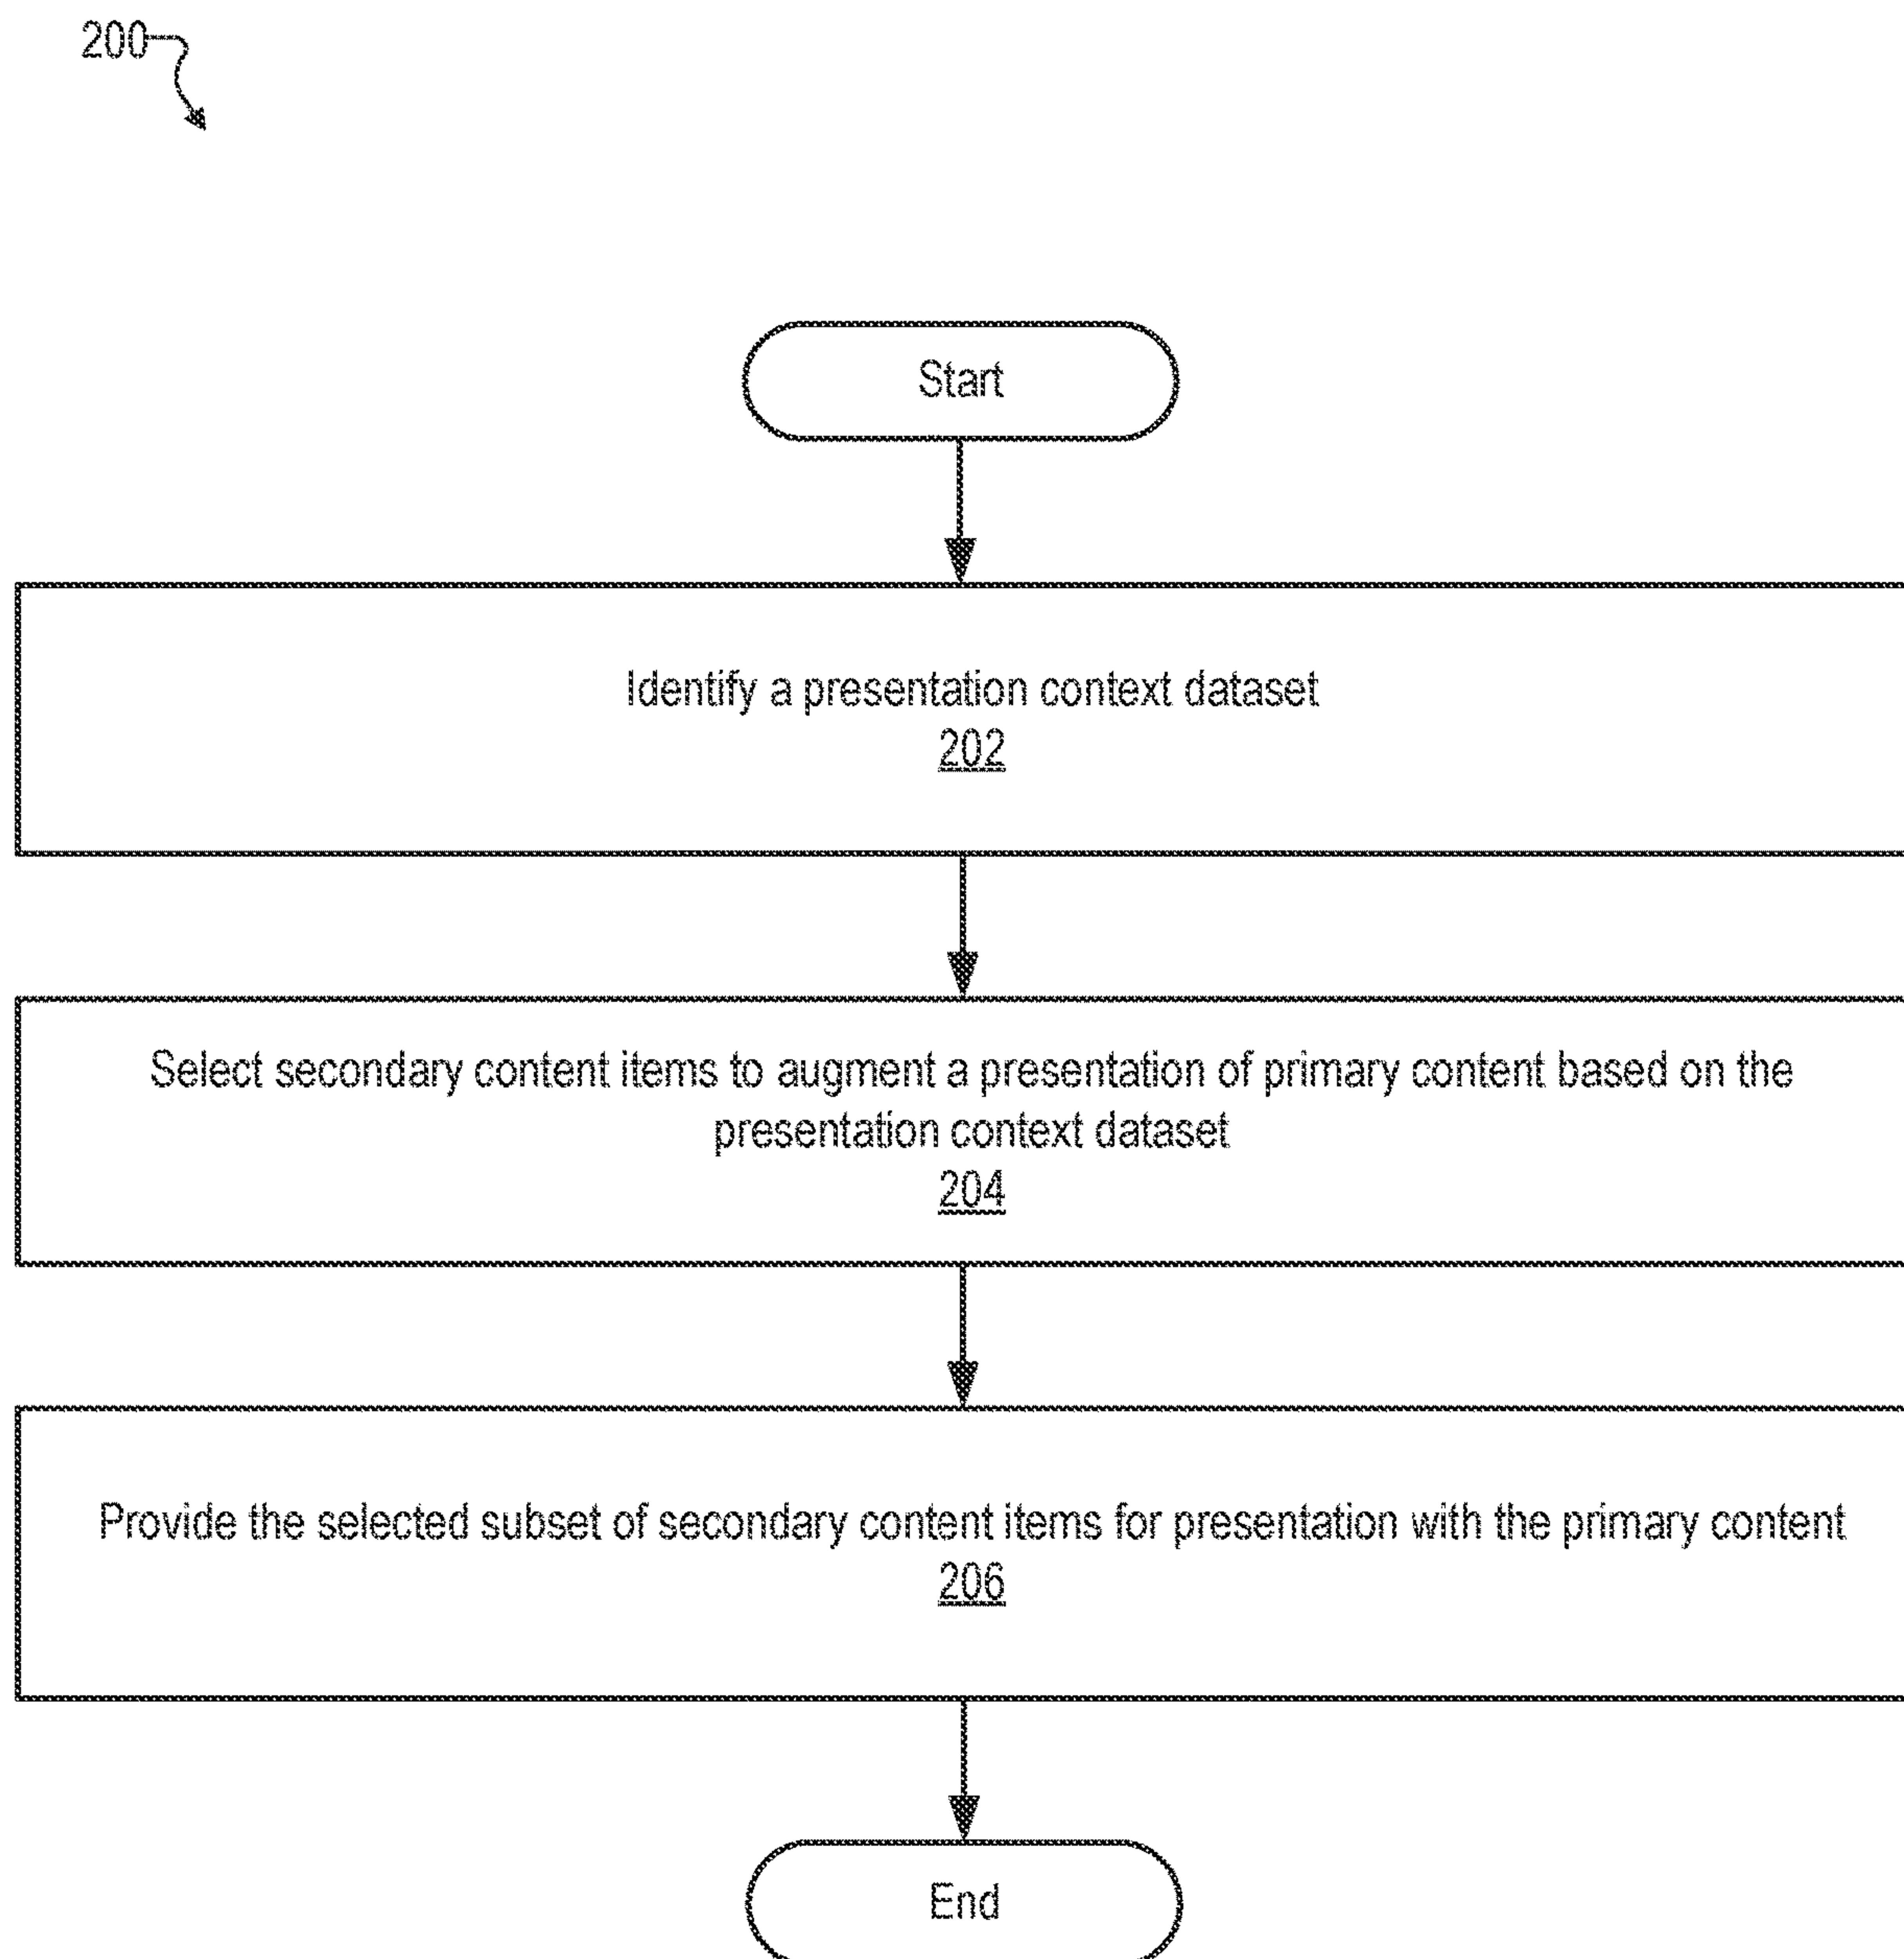 200
Start
Identify a presentation context dataset
202
Select secondary content items to augment a presentation of primary content based on the
presentation context dataset
204
Provide the selected subset of secondary content items for presentation with the primary content
206
End